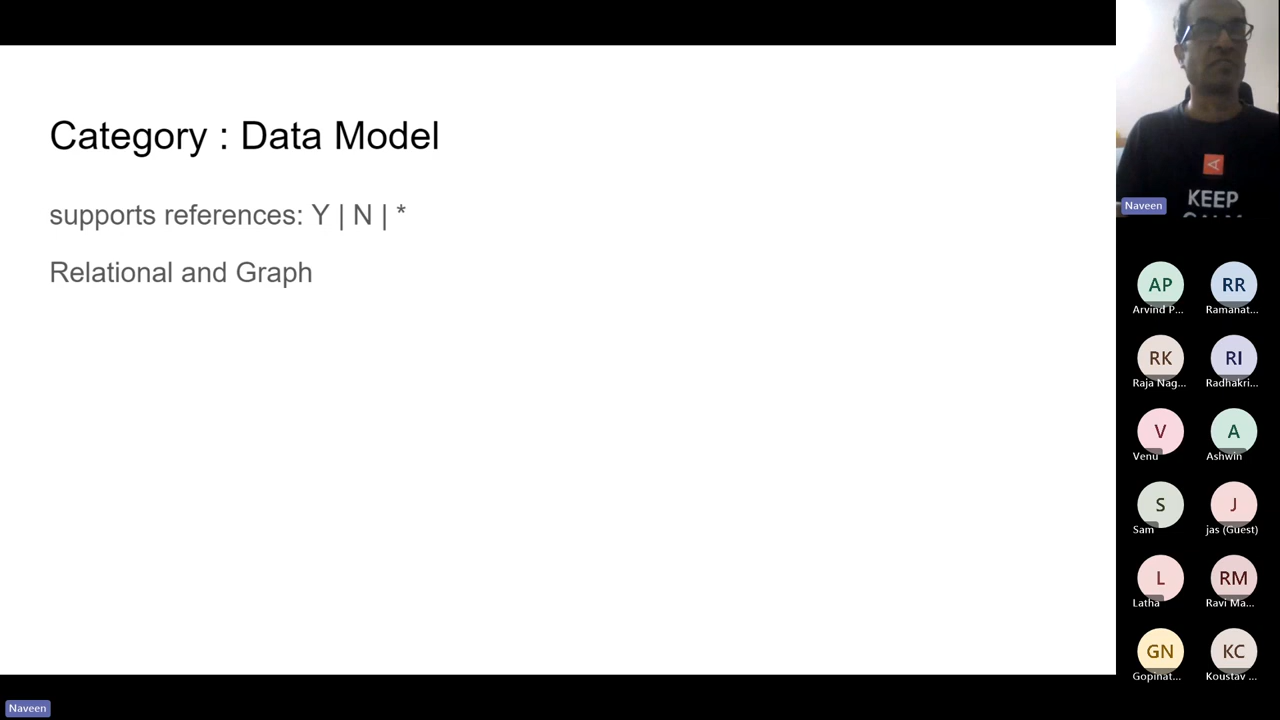 Category : Data Model
supports references: Y | N | *
Relational and Graph
KEEP
Naveen
AP
RR
Arvind P...
Ramanat...
RK
RI
Raja Nag...
Radhakri...
V
A
Venu
Ashwin
S
J
Sam
jas (Guest)
L
RM
Latha
Ravi Ma...
GN
KC
Gopinat...
Koustav ...
Naveen